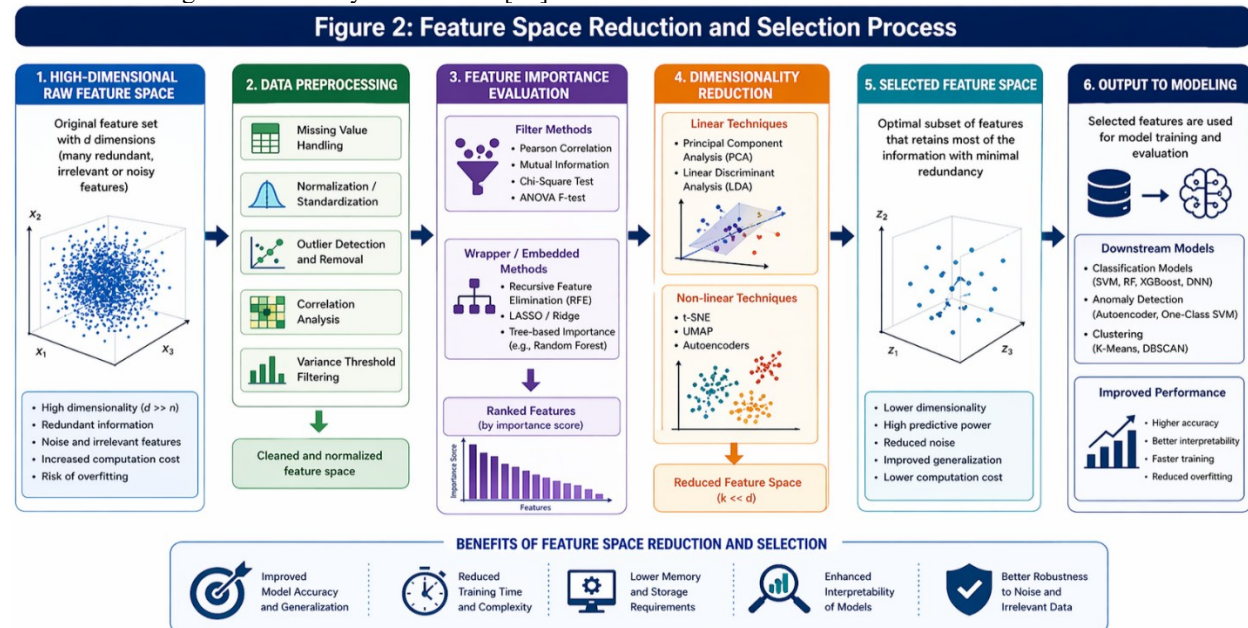 Figure 2: Feature Space Reduction and Selection Process
1. HIGH-DIMENSIONAL
RAW FEATURE SPACE
Original feature set
with d dimensions
(many redundant,
irrelevant or noisy
features)
X2
X1
X3
• High dimensionality (d >> n)
• Redundant information
• Noise and irrelevant features
• Increased computation cost
• Risk of overfitting
2. DATA PREPROCESSING
Missing Value
Handling
Normalization /
Standardization
Outlier Detection
and Removal
Correlation
Analysis
Variance Threshold
Filtering
Cleaned and normalized
feature space
3. FEATURE IMPORTANCE
EVALUATION
Filter Methods
• Pearson Correlation
• Mutual Information
• Chi-Square Test
• ANOVA F-test
Wrapper / Embedded
Methods
• Recursive Feature
Elimination (RFE)
• LASSO / Ridge
• Tree-based Importance
(e.g., Random Forest)
Ranked Features
(by importance score)
Importance Sorce
Features
4. DIMENSIONALITY
REDUCTION
Linear Techniques
• Principal Component
Analysis (PCA)
• Linear Discriminant
Analysis (LDA)
Non-linear Techniques
• t-SNE
• UMAP
• Autoencoders
Reduced Feature Space
(k << d)
5. SELECTED FEATURE SPACE
Optimal subset of features
that retains most of the
information with minimal
redundancy
Z2
Z1
Z3
• Lower dimensionality
• High predictive power
• Reduced noise
• Improved generalization
• Lower computation cost
6. OUTPUT TO MODELING
Selected features are used
for model training and
evaluation
Downstream Models
• Classification Models
(SVM, RF, XGBoost, DNN)
• Anomaly Detection
(Autoencoder, One-Class SVM)
• Clustering
(K-Means, DBSCAN)
Improved Performance
• Higher accuracy
• Better interpretability
• Faster training
• Reduced overfitting
BENEFITS OF FEATURE SPACE REDUCTION AND SELECTION
Improved
Model Accuracy
and Generalization
Reduced
Training Time
and Complexity
Lower Memory
and Storage
Requirements
Enhanced
Interpretability
of Models
Better Robustness
to Noise and
Irrelevant Data